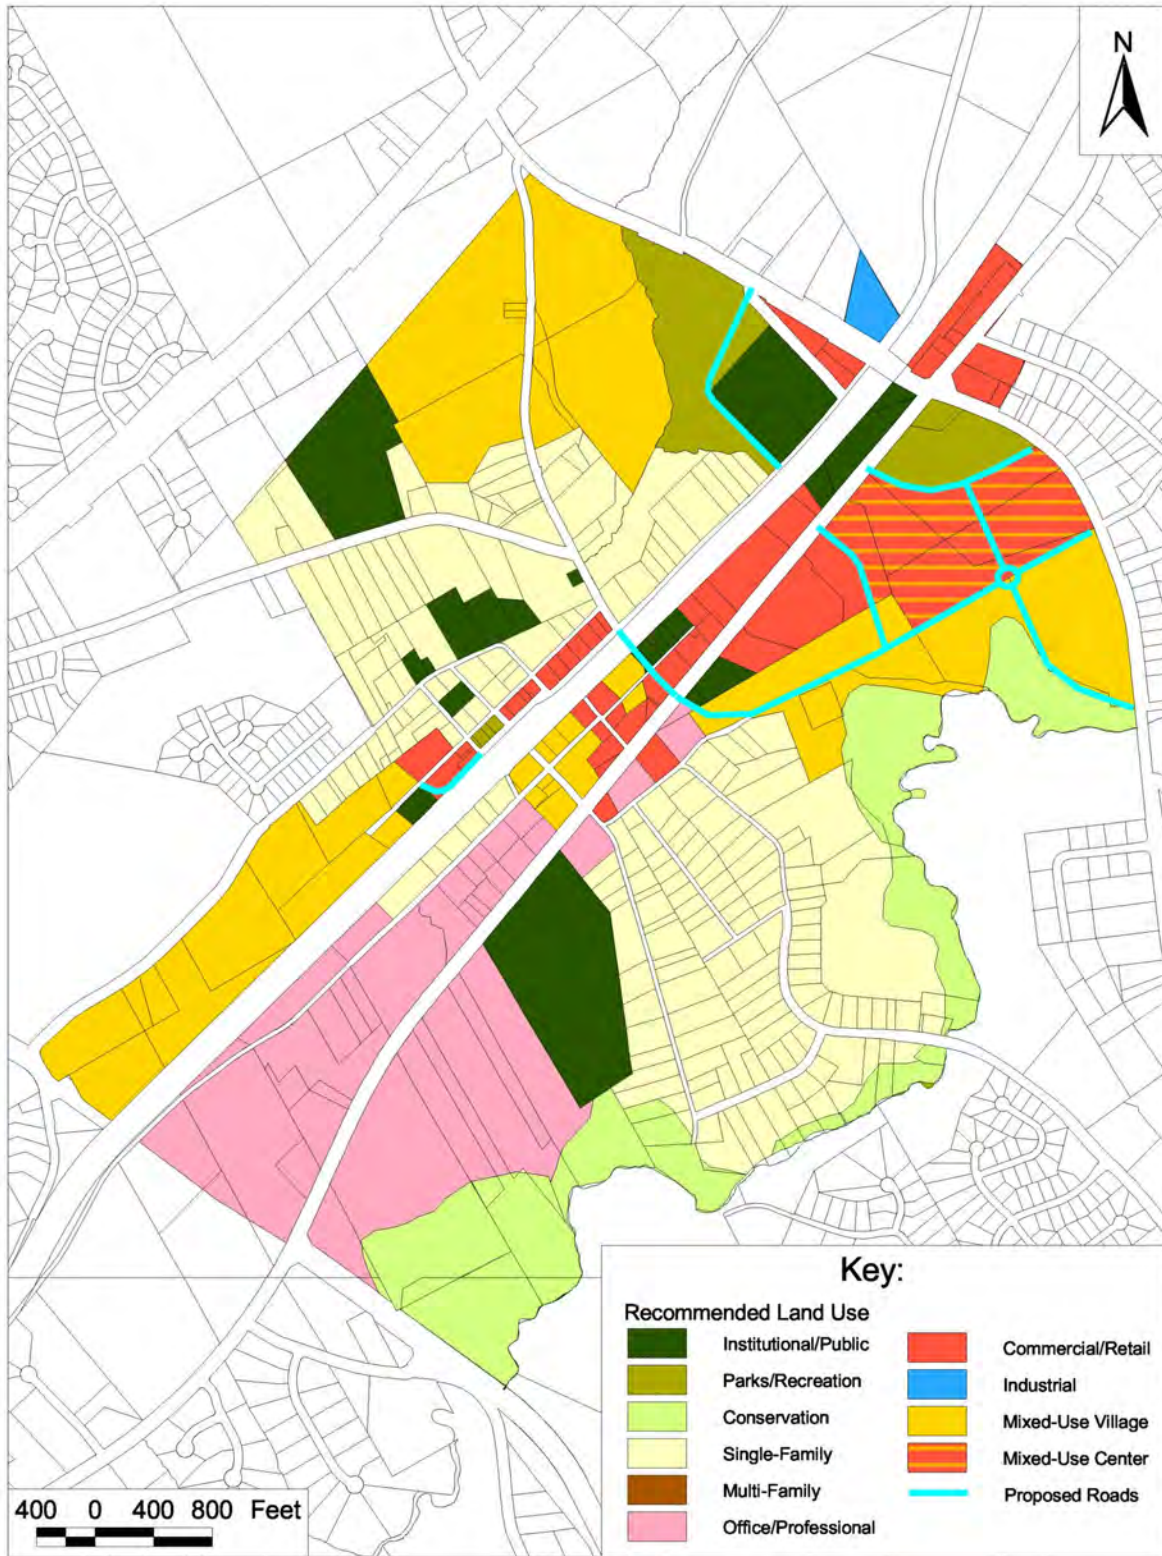 N
Key:
Recommended Land Use
Institutional/Public
Parks/Recreation
Conservation
Single-Family
Multi-Family
Office/Professional
Commercial/Retail
Industrial
Mixed-Use Village
Mixed-Use Center
Proposed Roads
400 0 400 800 Feet